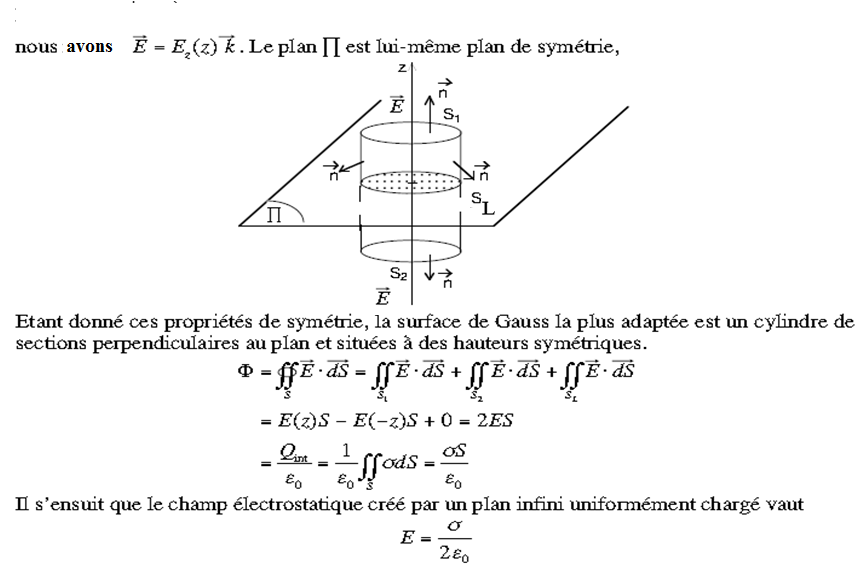 nous avons E⃗ = E_z(z) k⃗. Le plan ∏ est lui-même plan de symétrie,
z
n⃗
E⃗
S₁
n⃗
n⃗
S_L
∏
S₂
n⃗
E⃗
Etant donné ces propriétés de symétrie, la surface de Gauss la plus adaptée est un cylindre de
sections perpendiculaires au plan et situées à des hauteurs symétriques.
Φ = ∯_S E⃗ · dS⃗ = ∬_S₁ E⃗ · dS⃗ + ∬_S₂ E⃗ · dS⃗ + ∬_S_L E⃗ · dS⃗
= E(z)S − E(−z)S + 0 = 2ES
= Q_int/ε₀ = 1/ε₀ ∬_S σdS = σS/ε₀
Il s'ensuit que le champ électrostatique créé par un plan infini uniformément chargé vaut
E = σ/2ε₀